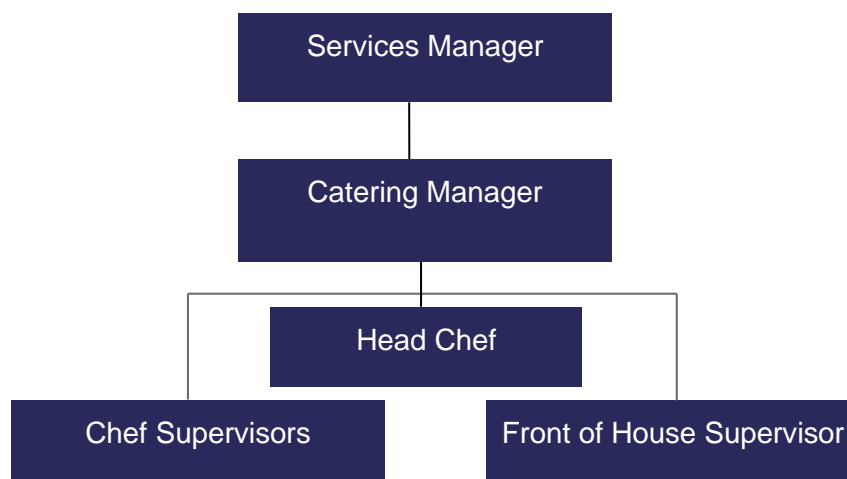 Services Manager
Catering Manager
Head Chef
Chef Supervisors
Front of House Supervisor